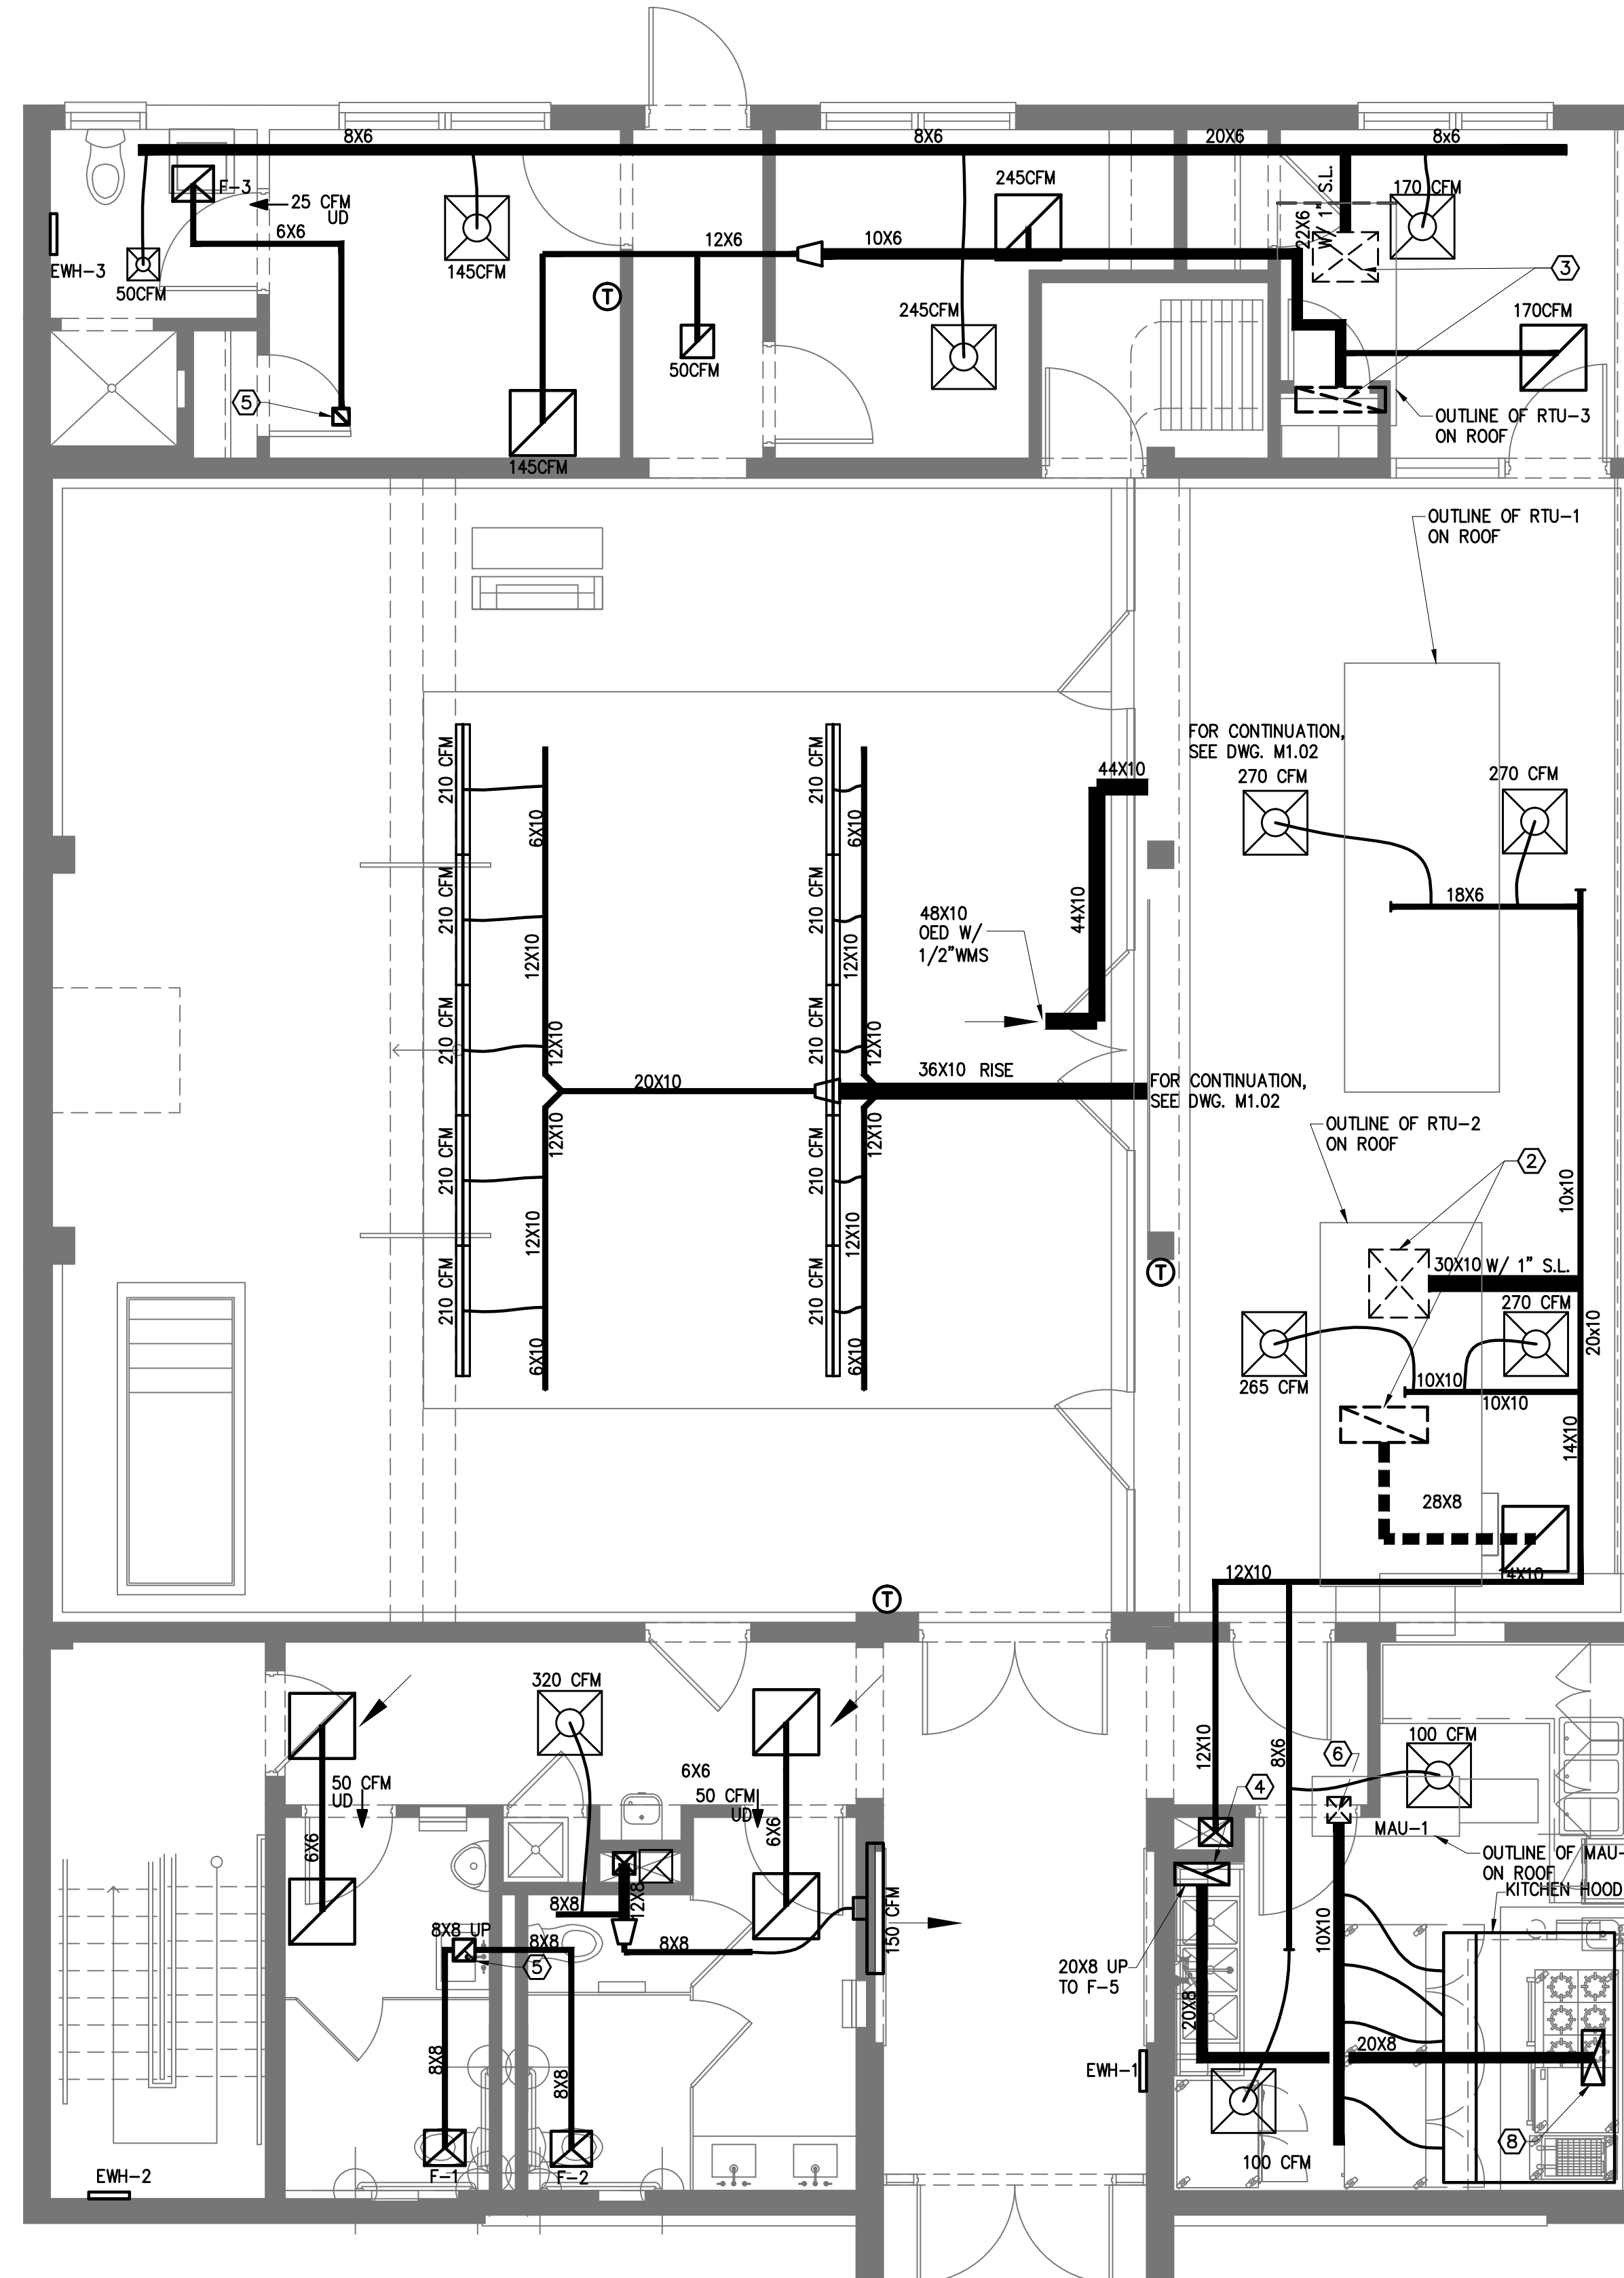 8X6
8X6
20X6
8x6
F-3
25 CFM
UD
6X6
EWH-3
50CFM
145CFM
T
12X6
10X6
245CFM
245CFM
22X6
W/ 1" S.L.
170 CFM
3
170CFM
50CFM
5
145CFM
OUTLINE OF RTU-3
ON ROOF
OUTLINE OF RTU-1
ON ROOF
FOR CONTINUATION,
SEE DWG. M1.02
44X10
270 CFM
270 CFM
210 CFM
210 CFM
210 CFM
210 CFM
210 CFM
6X10
12X10
12X10
12X10
12X10
6X10
20X10
210 CFM
210 CFM
210 CFM
210 CFM
210 CFM
6X10
12X10
12X10
12X10
12X10
6X10
48X10
OED W/
1/2"WMS
44X10
18X6
36X10 RISE
FOR CONTINUATION,
SEE DWG. M1.02
OUTLINE OF RTU-2
ON ROOF
2
10x10
T
30X10 W/ 1" S.L.
270 CFM
20x10
265 CFM
10X10
10X10
14X10
28X8
14X10
12X10
T
320 CFM
50 CFM
UD
6X6
6X6
50 CFM
UD
6X6
12X10
8X6
6
4
100 CFM
MAU-1
OUTLINE OF MAU-
ON ROOF
KITCHEN HOOD
8X8
12X8
8X8
150 CFM
8X8 UP
8X8
5
8X8
8X8
F-1
F-2
10X10
20X8 UP
TO F-5
20X8
20X8
EWH-1
8
100 CFM
EWH-2